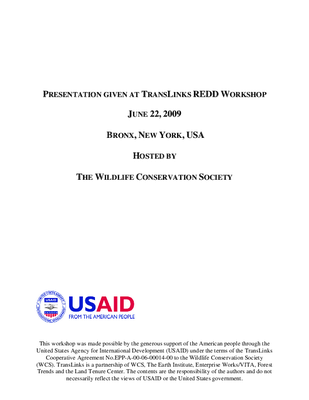 PRESENTATION GIVEN AT TRANSLINKS REDD WORKSHOP
JUNE 22, 2009
BRONX, NEW YORK, USA
HOSTED BY
THE WILDLIFE CONSERVATION SOCIETY
USAID
FROM THE AMERICAN PEOPLE
This workshop was made possible by the generous support of the American people through the
United States Agency for International Development (USAID) under the terms of the TransLinks
Cooperative Agreement No.EPP-A-00-06-00014-00 to the Wildlife Conservation Society
(WCS). TransLinks is a partnership of WCS, The Earth Institute, Enterprise Works/VITA, Forest
Trends and the Land Tenure Center. The contents are the responsibility of the authors and do not
necessarily reflect the views of USAID or the United States government.